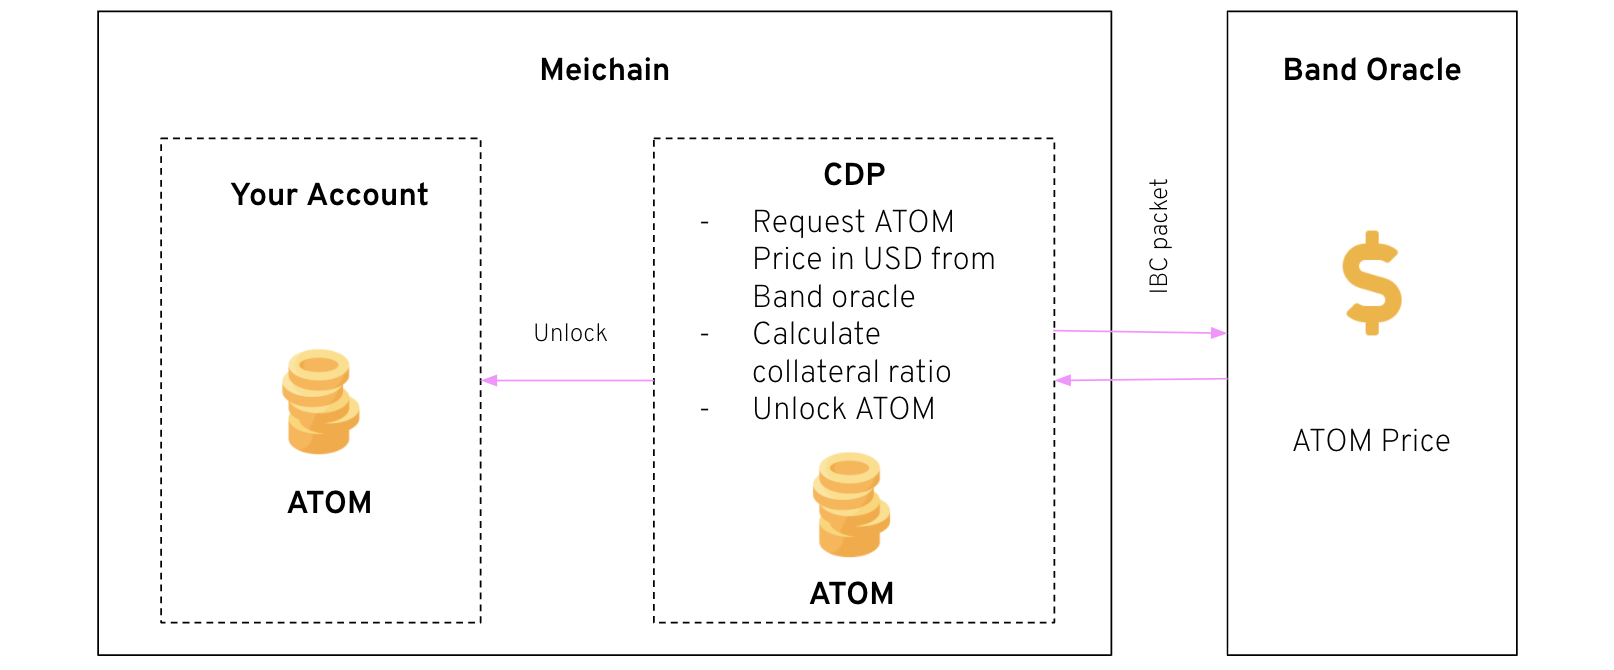 Meichain
Your Account
ATOM
Unlock
CDP
- Request ATOM
Price in USD from
Band oracle
- Calculate
collateral ratio
- Unlock ATOM
ATOM
IBC packet
Band Oracle
$
ATOM Price